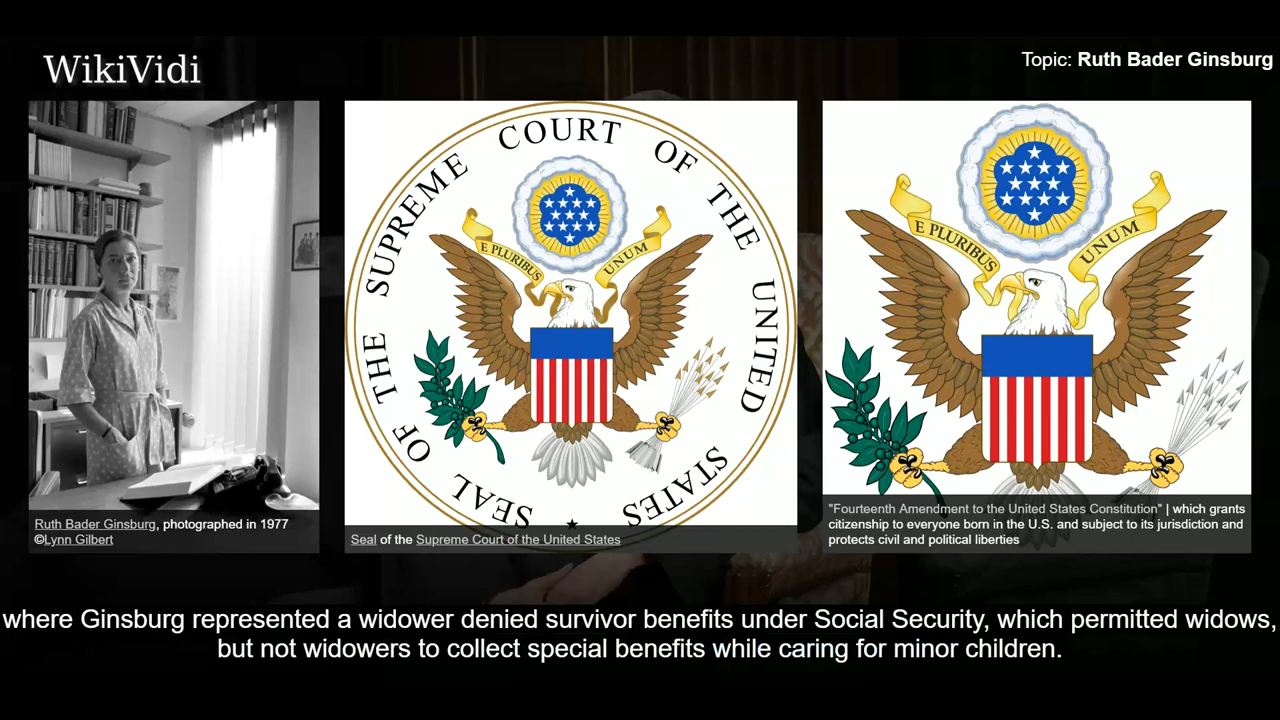 WikiVidi
Topic: Ruth Bader Ginsburg
Ruth Bader Ginsburg, photographed in 1977
©Lynn Gilbert
SEAL OF THE SUPREME COURT OF THE UNITED STATES
E PLURIBUS UNUM
Seal of the Supreme Court of the United States
E PLURIBUS UNUM
"Fourteenth Amendment to the United States Constitution" | which grants
citizenship to everyone born in the U.S. and subject to its jurisdiction and
protects civil and political liberties
where Ginsburg represented a widower denied survivor benefits under Social Security, which permitted widows,
but not widowers to collect special benefits while caring for minor children.